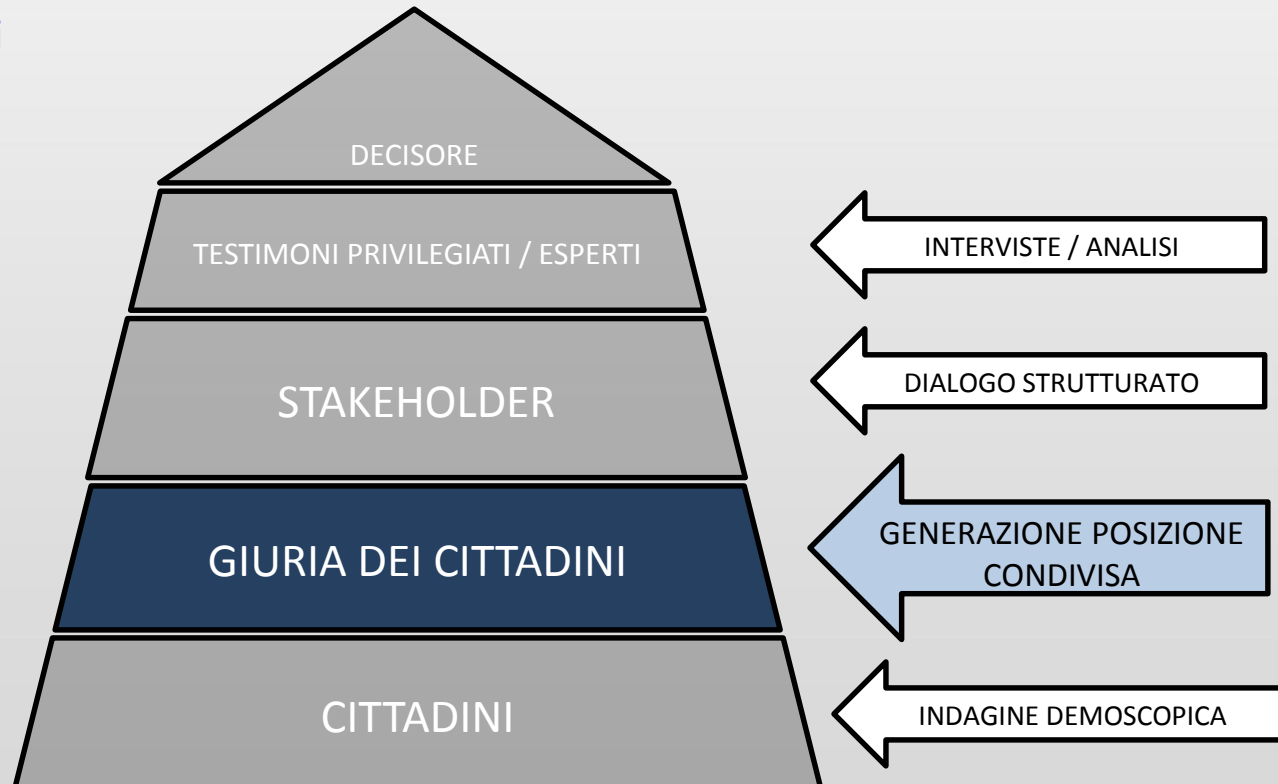 DECISORE
TESTIMONI PRIVILEGIATI / ESPERTI
INTERVISTE / ANALISI
STAKEHOLDER
DIALOGO STRUTTURATO
GIURIA DEI CITTADINI
GENERAZIONE POSIZIONE
CONDIVISA
CITTADINI
INDAGINE DEMOSCOPICA